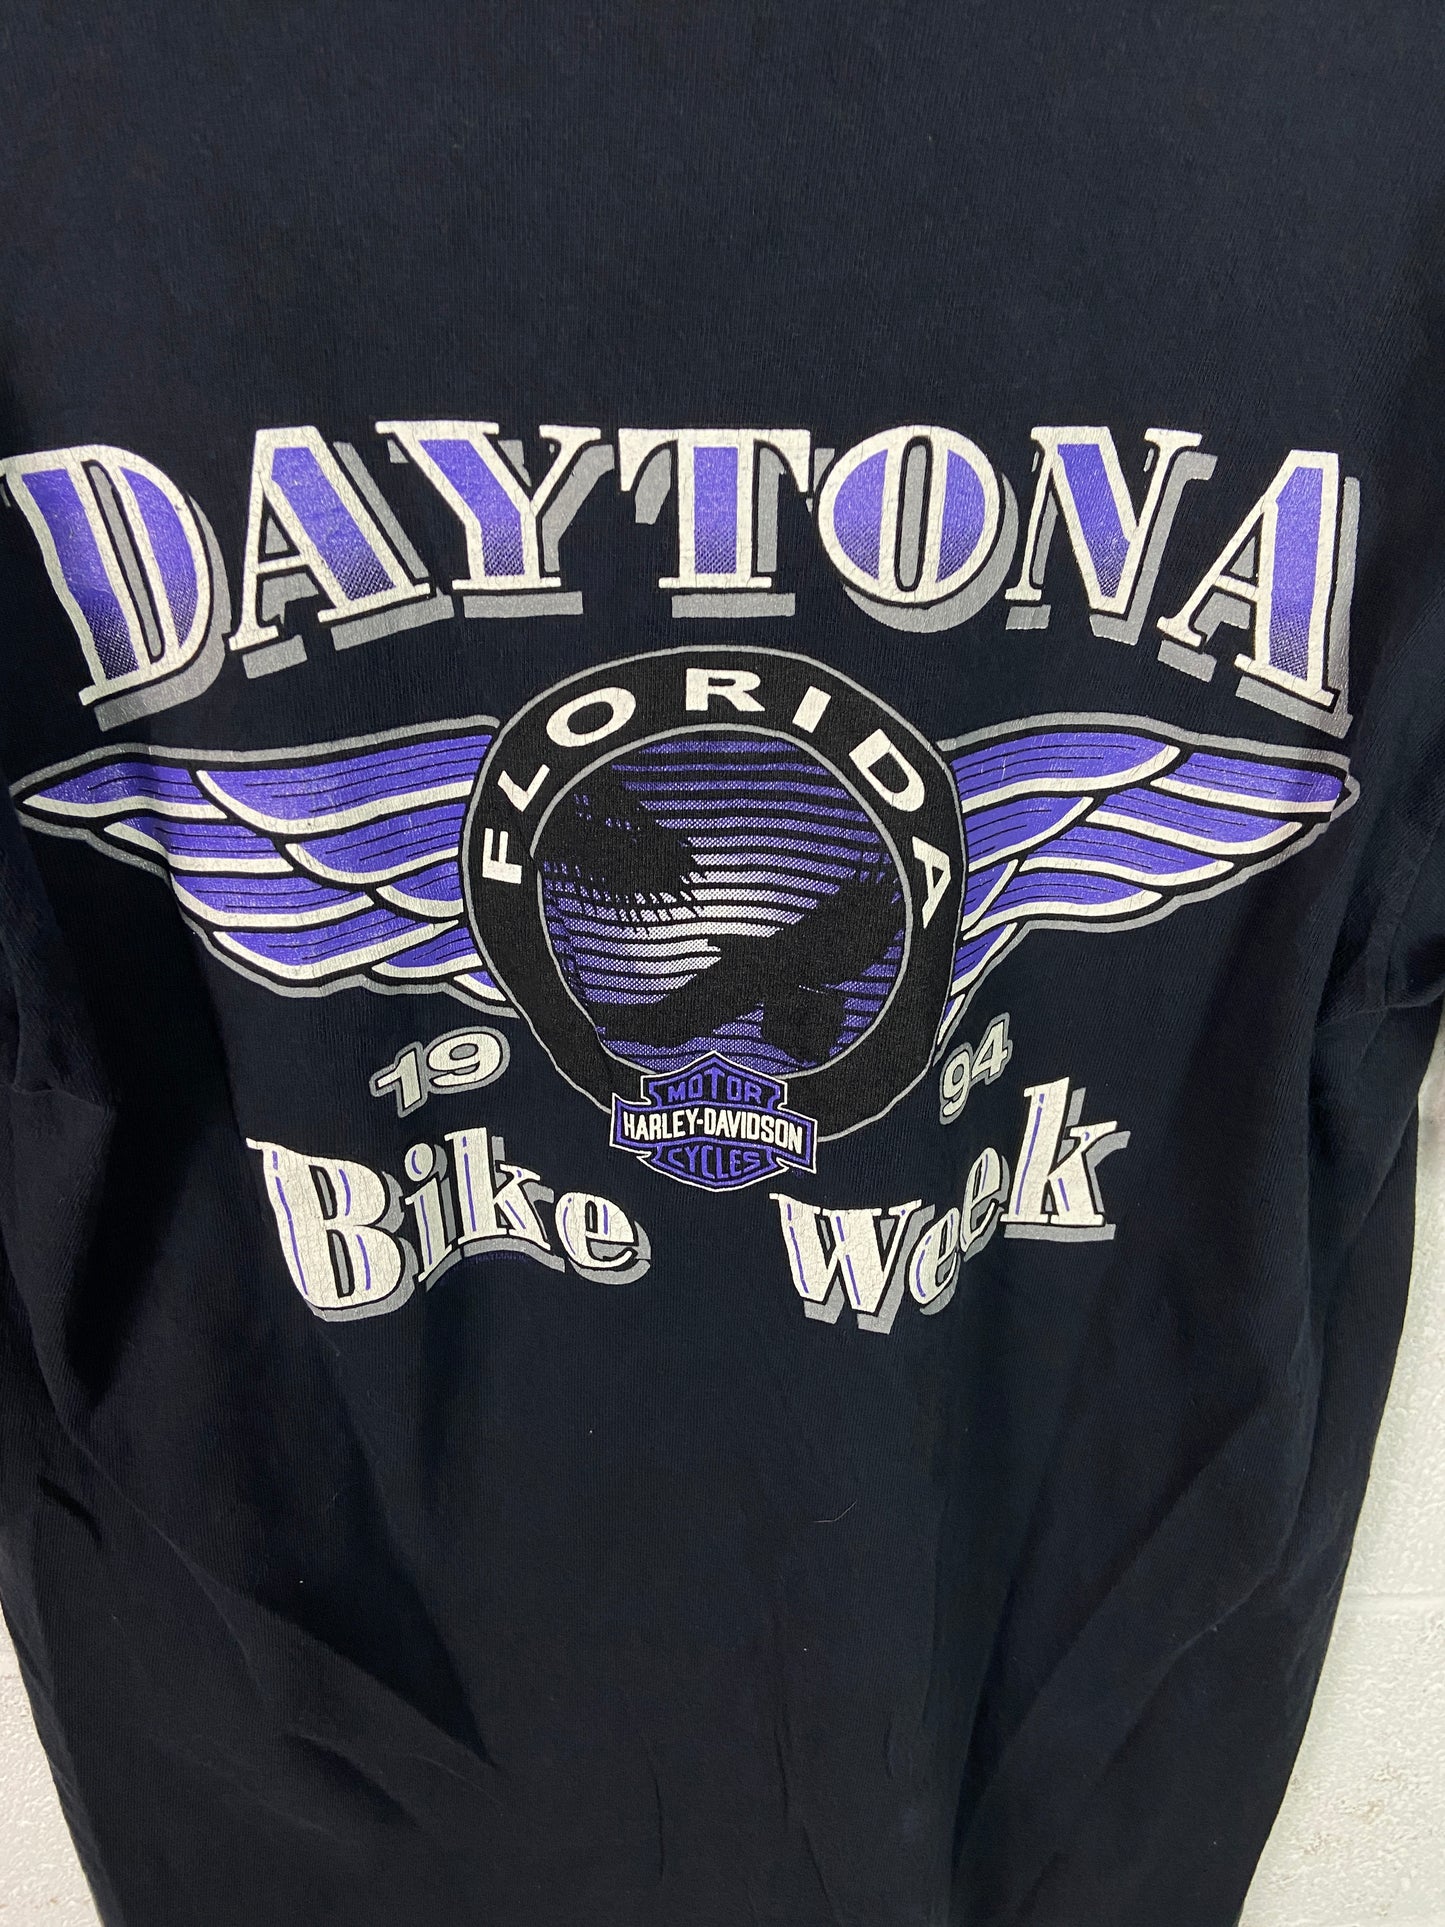 DAYTONA
FLORIDA
19 94
MOTOR
HARLEY-DAVIDSON
CYCLES
Bike Week